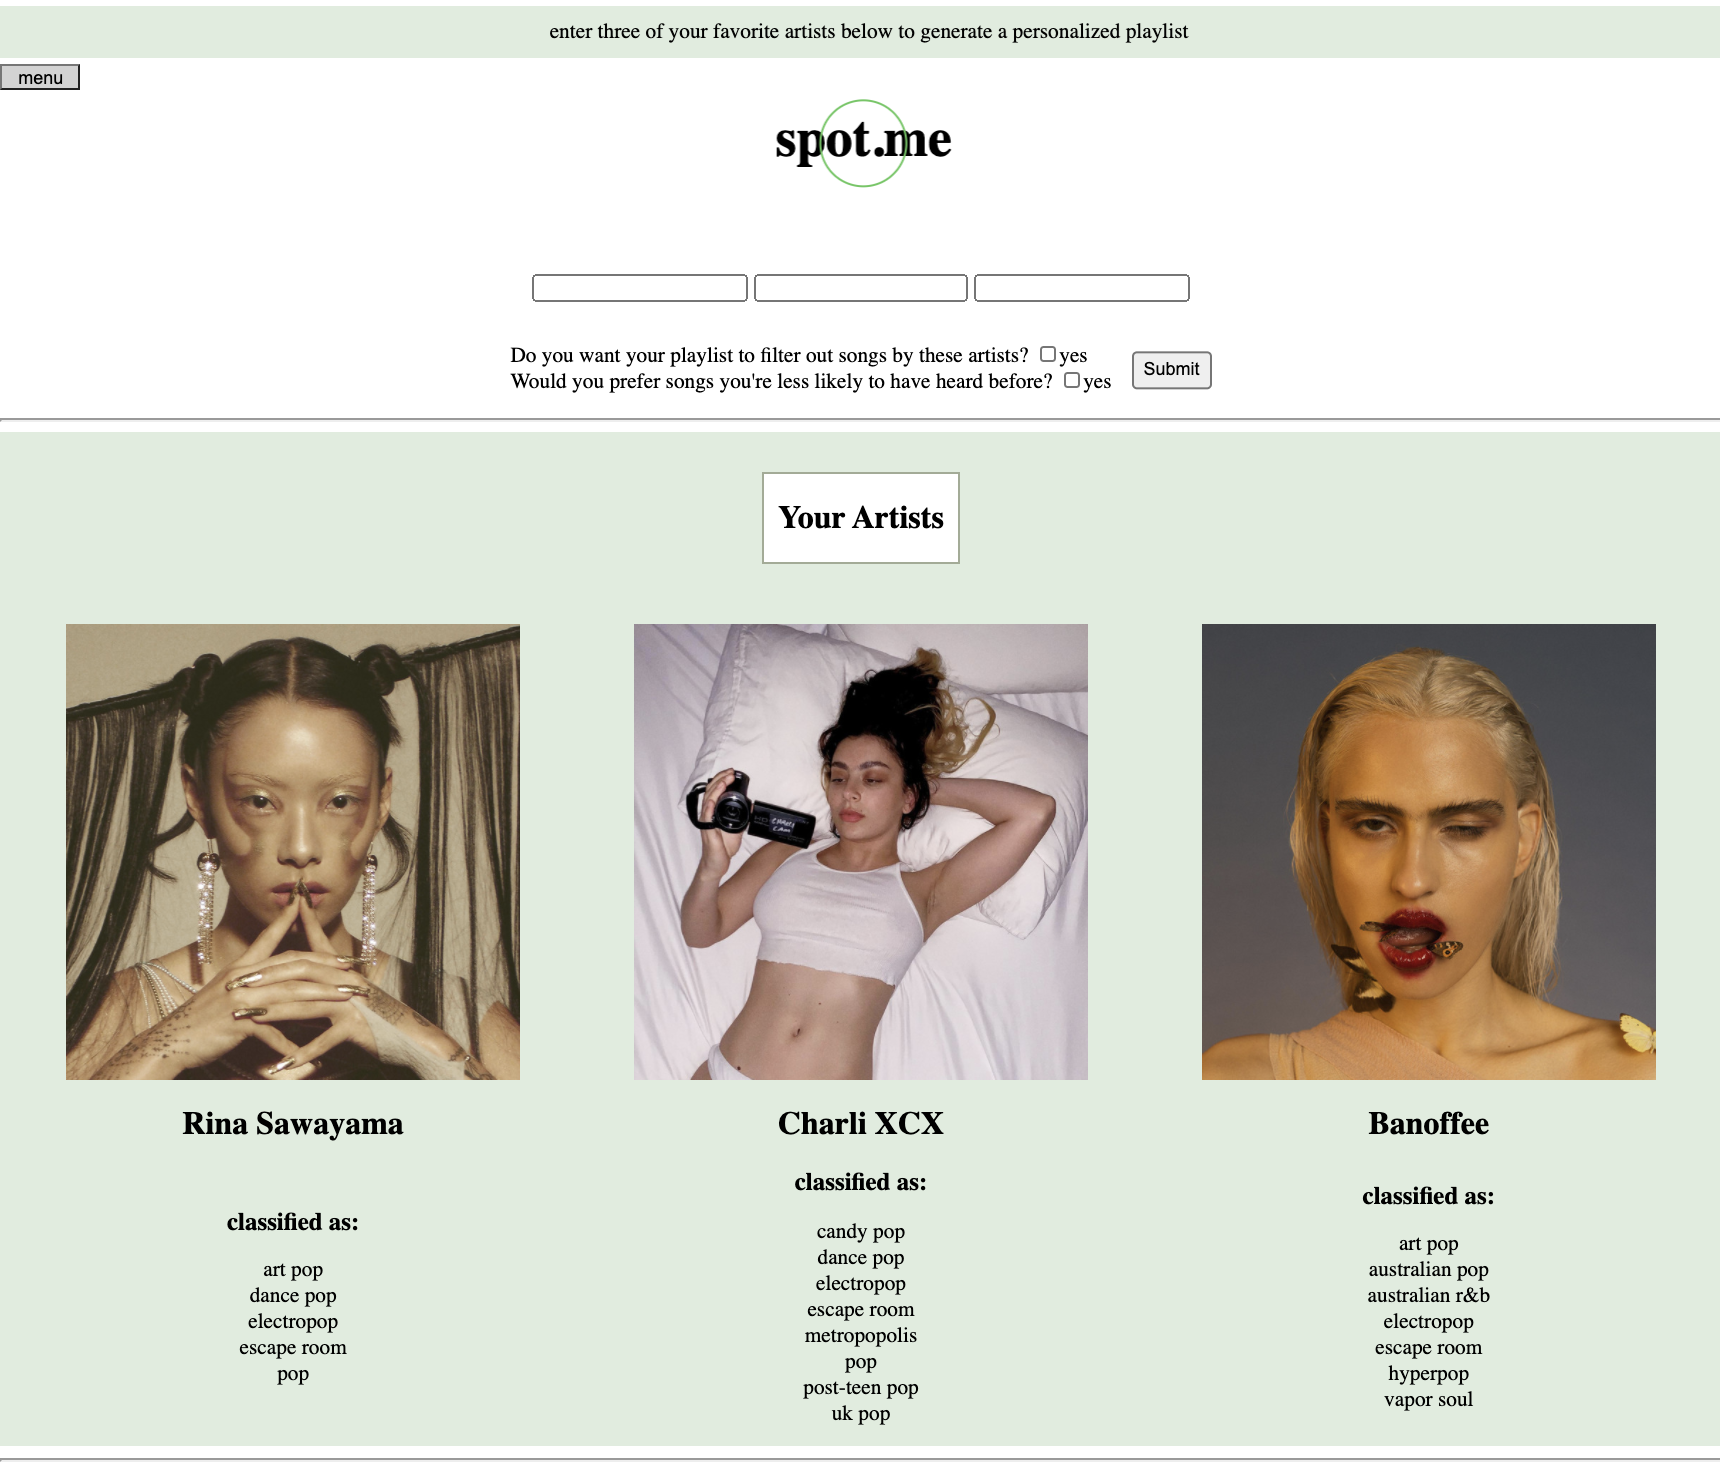 enter three of your favorite artists below to generate a personalized playlist
menu
spot.me
Do you want your playlist to filter out songs by these artists? yes
Would you prefer songs you're less likely to have heard before? yes
Submit
Your Artists
Rina Sawayama
classified as:
art pop
dance pop
electropop
escape room
pop
Charli XCX
classified as:
candy pop
dance pop
electropop
escape room
metropopolis
pop
post-teen pop
uk pop
Banoffee
classified as:
art pop
australian pop
australian r&b
electropop
escape room
hyperpop
vapor soul